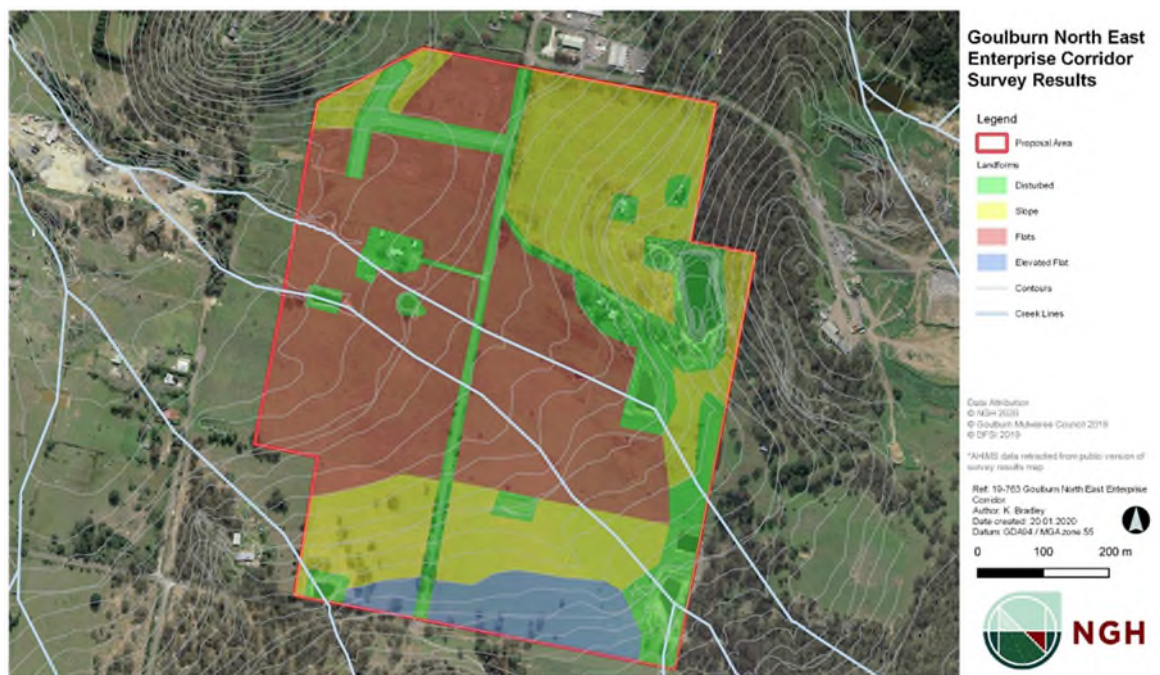 Goulburn North East
Enterprise Corridor
Survey Results
Legend
Proposal Area
Landforms
Disturbed
Slope
Flats
Elevated Flat
Contours
Creek Lines
Data Attribution
© NGH 2020
© Goulburn Mulwaree Council 2019
© DFSI 2019
*AHIMS data retracted from public version of
survey results map
Ref: 19-763 Goulburn North East Enterprise
Corridor
Author: K. Bradley
Date created: 20.01.2020
Datum: GDA94 / MGA zone 55
0 100 200 m
NGH